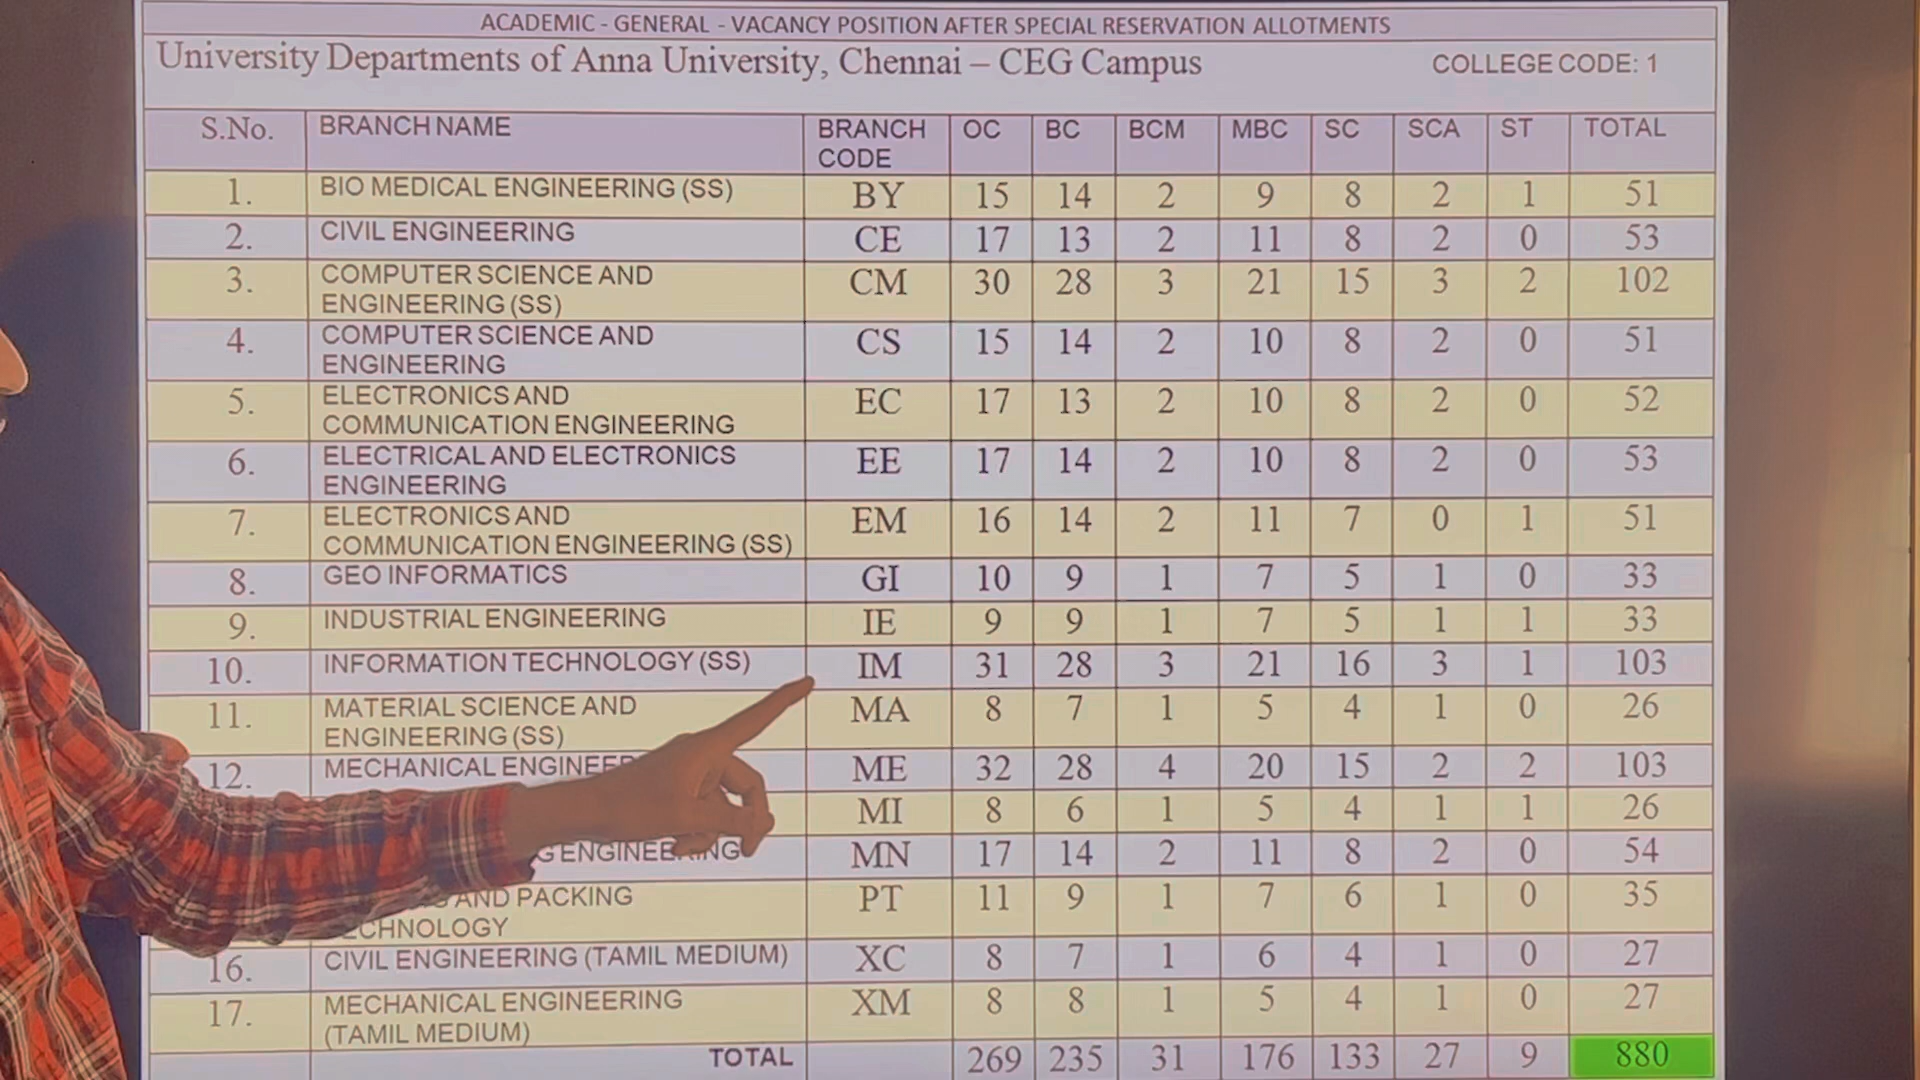 ACADEMIC - GENERAL - VACANCY POSITION AFTER SPECIAL RESERVATION ALLOTMENTS
University Departments of Anna University, Chennai – CEG Campus COLLEGE CODE: 1
S.No. BRANCH NAME BRANCH CODE OC BC BCM MBC SC SCA ST TOTAL
1. BIO MEDICAL ENGINEERING (SS) BY 15 14 2 9 8 2 1 51
2. CIVIL ENGINEERING CE 17 13 2 11 8 2 0 53
3. COMPUTER SCIENCE AND ENGINEERING (SS) CM 30 28 3 21 15 3 2 102
4. COMPUTER SCIENCE AND ENGINEERING CS 15 14 2 10 8 2 0 51
5. ELECTRONICS AND COMMUNICATION ENGINEERING EC 17 13 2 10 8 2 0 52
6. ELECTRICAL AND ELECTRONICS ENGINEERING EE 17 14 2 10 8 2 0 53
7. ELECTRONICS AND COMMUNICATION ENGINEERING (SS) EM 16 14 2 11 7 0 1 51
8. GEO INFORMATICS GI 10 9 1 7 5 1 0 33
9. INDUSTRIAL ENGINEERING IE 9 9 1 7 5 1 1 33
10. INFORMATION TECHNOLOGY (SS) IM 31 28 3 21 16 3 1 103
11. MATERIAL SCIENCE AND ENGINEERING (SS) MA 8 7 1 5 4 1 0 26
12. MECHANICAL ME 32 28 4 20 15 2 2 103
MI 8 6 1 5 4 1 1 26
MN 17 14 2 11 8 2 0 54
AND PACKING PT 11 9 1 7 6 1 0 35
16. CIVIL ENGINEERING (TAMIL MEDIUM) XC 8 7 1 6 4 1 0 27
17. MECHANICAL ENGINEERING (TAMIL MEDIUM) XM 8 8 1 5 4 1 0 27
TOTAL 269 235 31 176 133 27 9 880